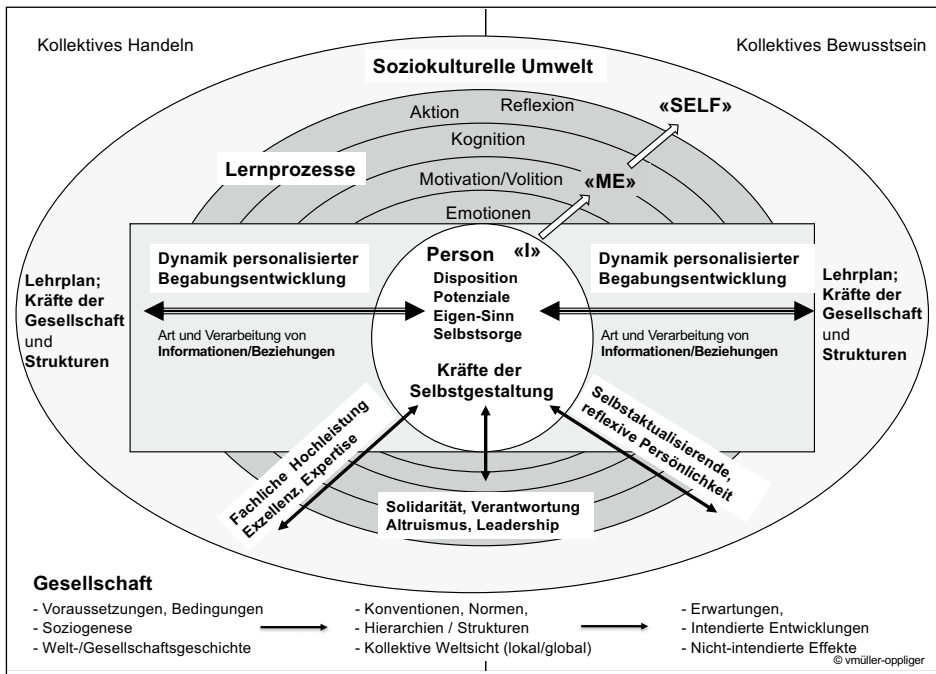 Kollektives Handeln
Kollektives Bewusstsein
Soziokulturelle Umwelt
Reflexion
«SELF»
Aktion
Kognition
Lernprozesse
Motivation/Volition
«ME»
Emotionen
Dynamik personalisierter
Begabungsentwicklung
Person «I»
Disposition
Potenziale
Eigen-Sinn
Selbstsorge
Kräfte der
Selbstgestaltung
Dynamik personalisierter
Begabungsentwicklung
Lehrplan;
Kräfte der
Gesellschaft
und
Strukturen
Art und Verarbeitung von
Informationen/Beziehungen
Art und Verarbeitung von
Informationen/Beziehungen
Lehrplan;
Kräfte der
Gesellschaft
und
Strukturen
Fachliche Hochleistung
Exzellenz, Expertise
Solidarität, Verantwortung
Altruismus, Leadership
Selbstaktualisierende,
reflexive Persönlichkeit
Gesellschaft
- Voraussetzungen, Bedingungen
- Soziogenese
- Welt-/Gesellschaftsgeschichte
- Konventionen, Normen,
- Hierarchien / Strukturen
- Kollektive Weltsicht (lokal/global)
- Erwartungen,
- Intendierte Entwicklungen
- Nicht-intendierte Effekte
© vmüller-oppliger